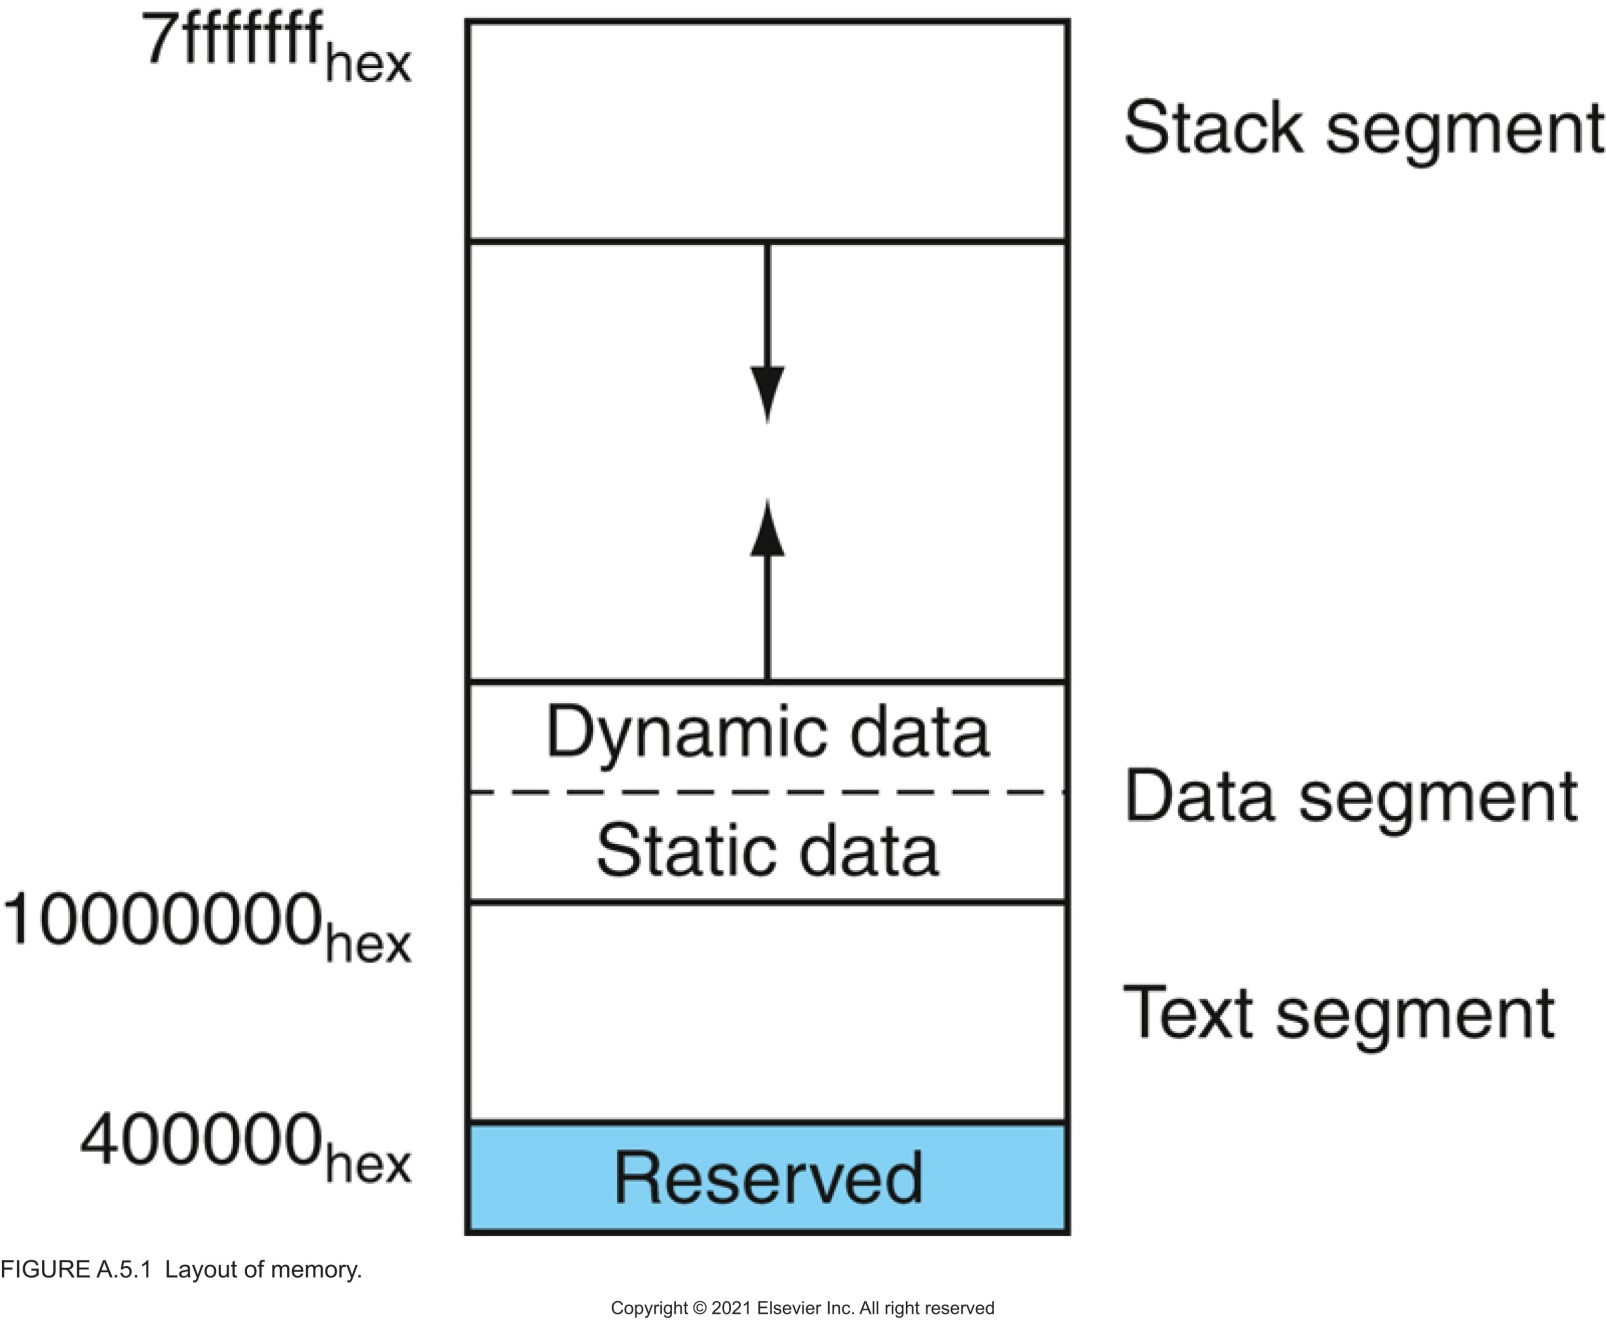 7fffffffhex
Stack segment
Dynamic data
Data segment
Static data
10000000hex
Text segment
400000hex
Reserved
FIGURE A.5.1 Layout of memory.
Copyright © 2021 Elsevier Inc. All right reserved